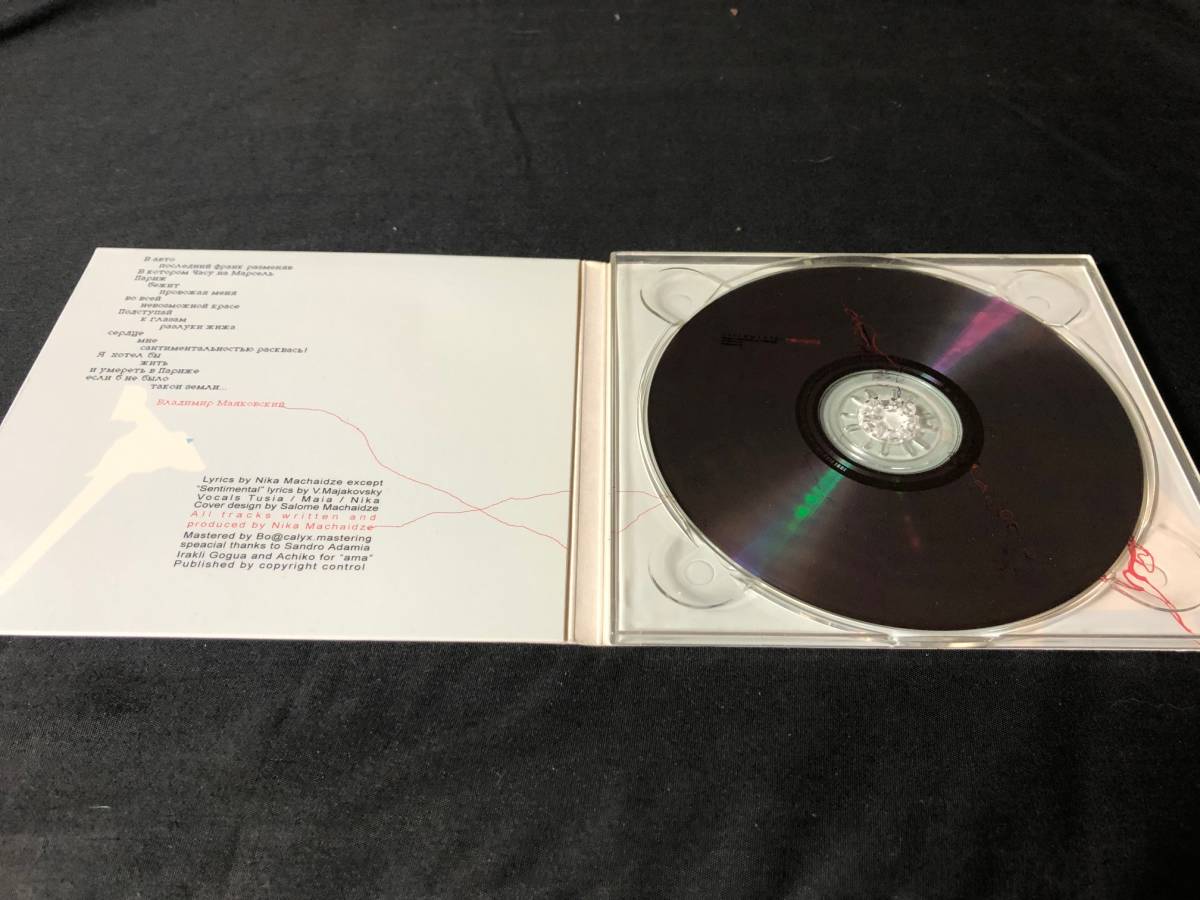 В авто
последний франк разменяв
В котором часу на Марсель
Париж
бежит
провожая меня
во всей
невозможной красе
Подступай
к глазам
разлуки жижа
сердце
мне
сантиментальностью расквась!
Я хотел бы
жить
и умереть в Париже
если б не было
такой земли...
Владимир Маяковский
Lyrics by Nika Machaidze except
"Sentimental" lyrics by V.Majakovsky
Vocals Tusia / Maia / Nika
Cover design by Salome Machaidze
All tracks written and
produced by Nika Machaidze
Mastered by Bo@calyx.mastering
speacial thanks to Sandro Adamia
Irakli Gogua and Achiko for "ama"
Published by copyright control